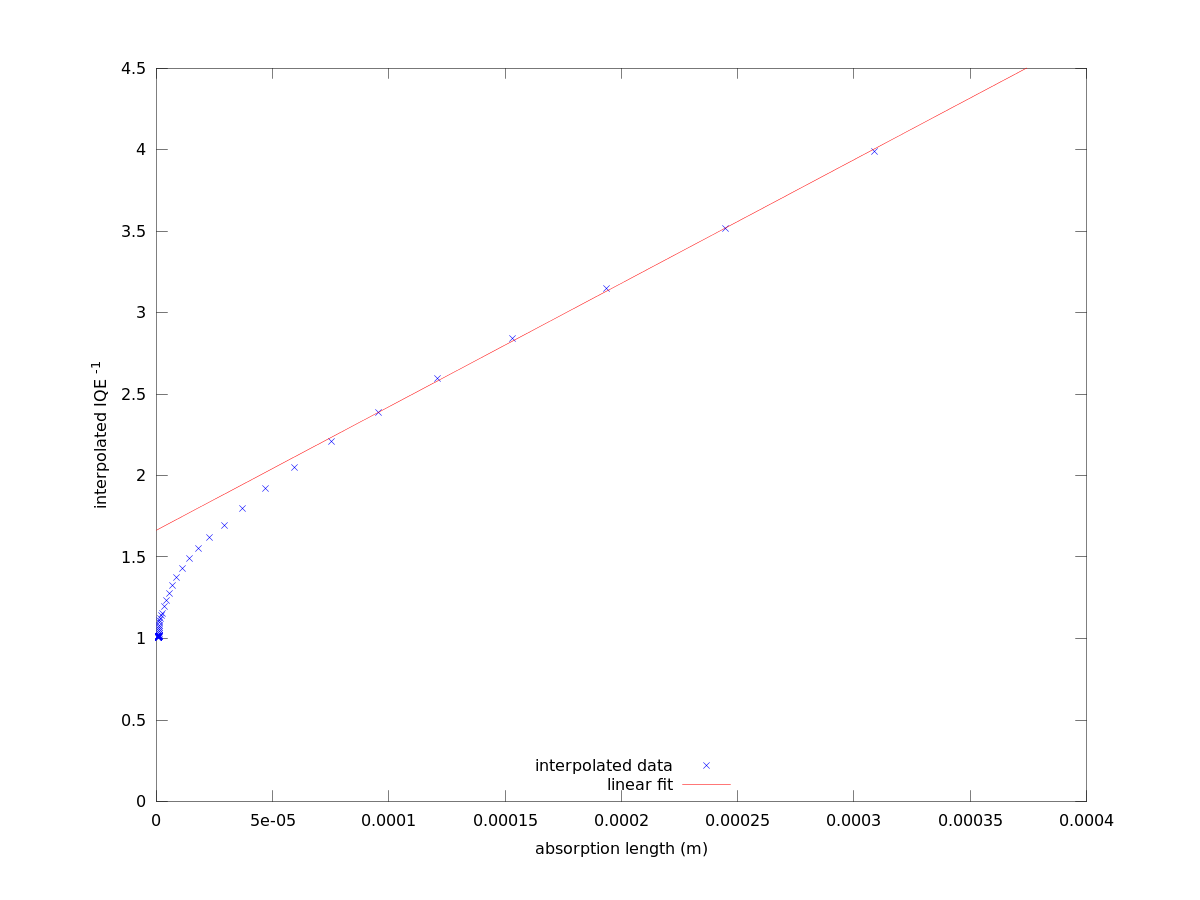 4.5
4
3.5
3
2.5
2
1.5
1
0.5
0
interpolated IQE -1
interpolated data
linear fit
0 5e-05 0.0001 0.00015 0.0002 0.00025 0.0003 0.00035 0.0004
absorption length (m)